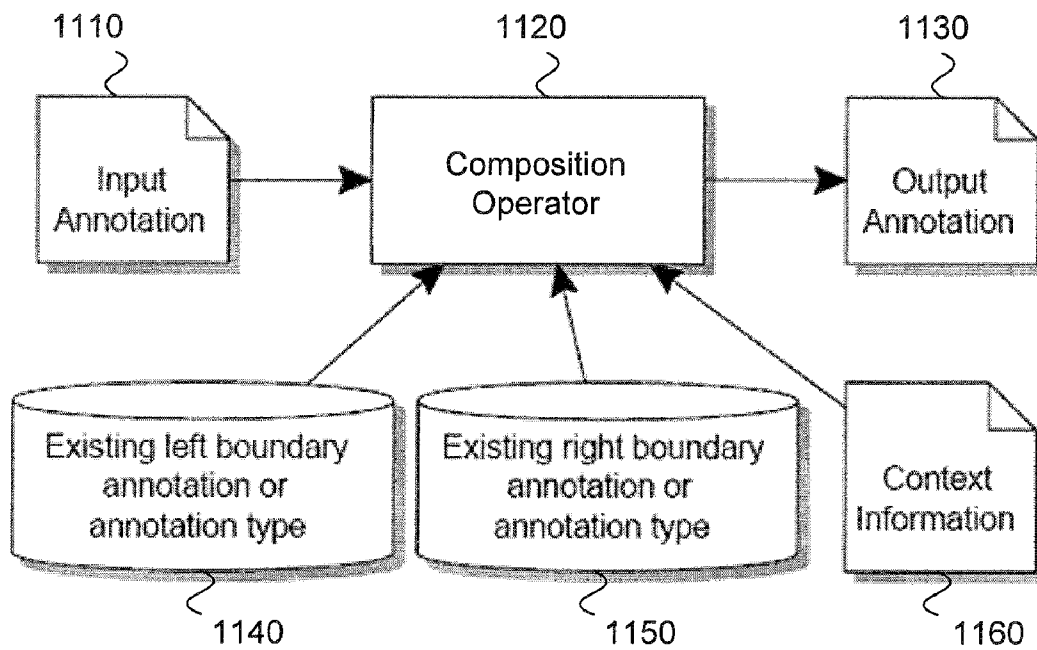 1110
1120
1130
Input
Annotation
Composition
Operator
Output
Annotation
Existing left boundary
annotation or
annotation type
Existing right boundary
annotation or
annotation type
Context
Information
1140
1150
1160